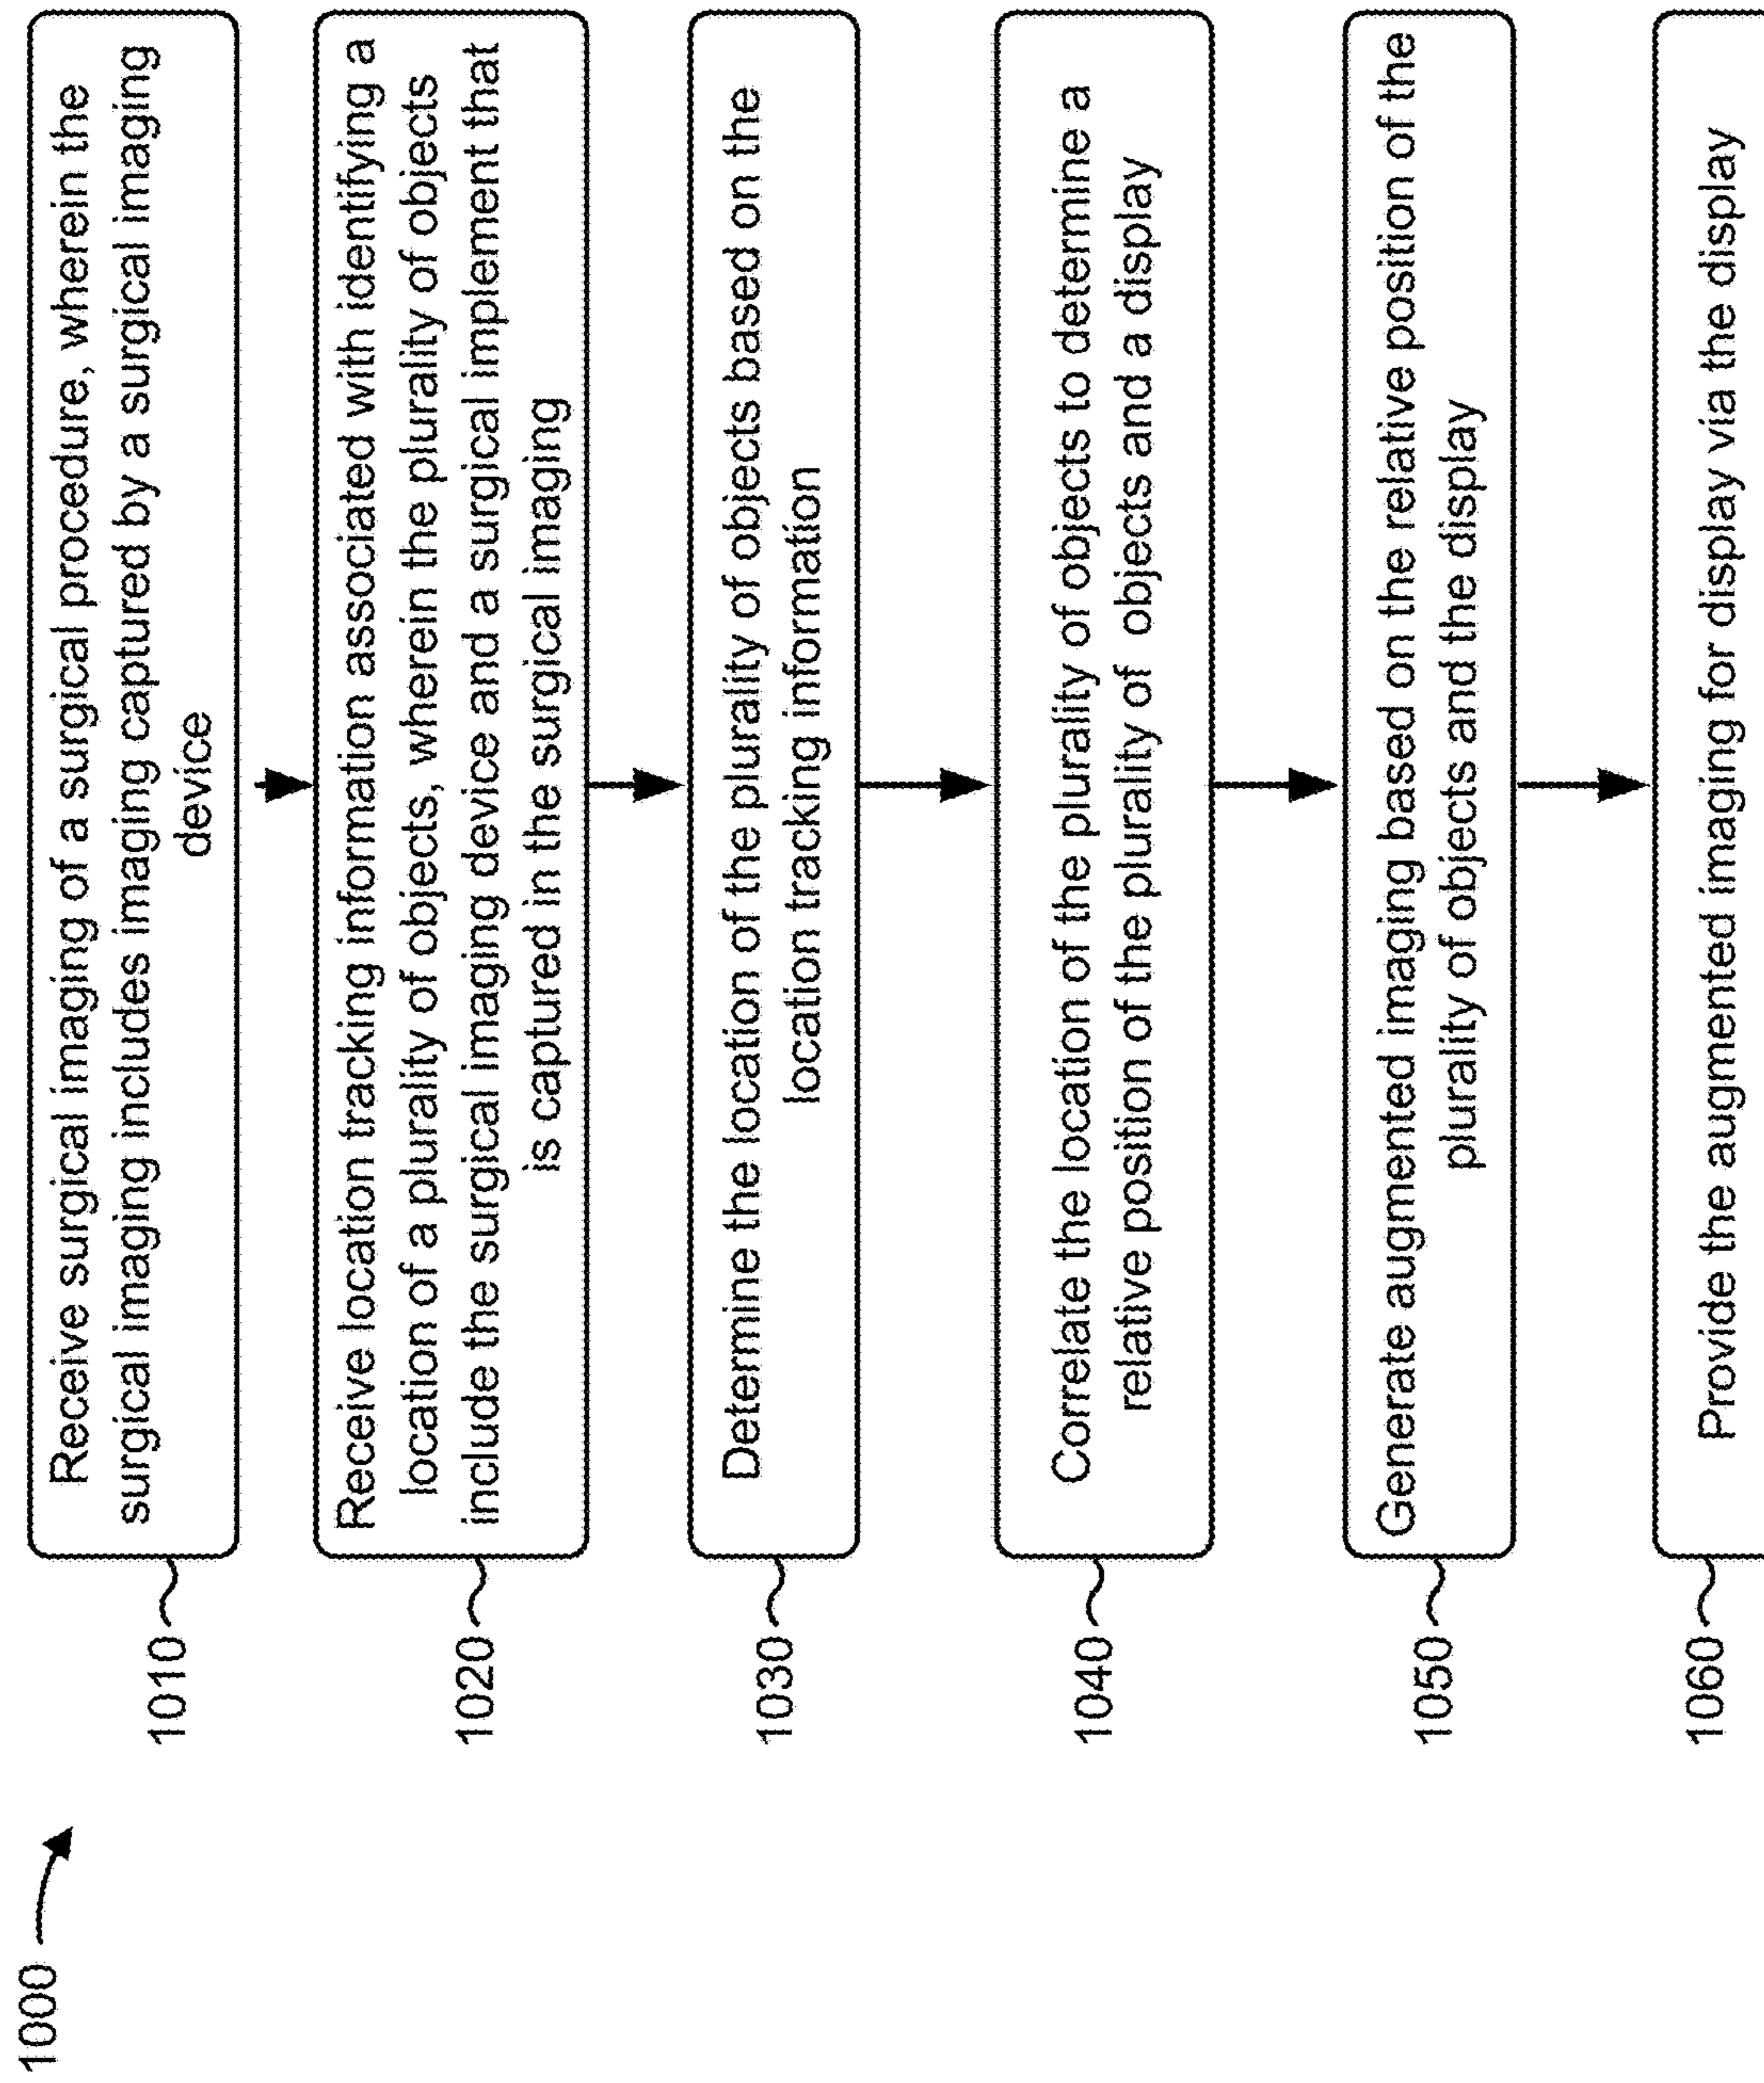 1000
1010
Receive surgical imaging of a surgical procedure, wherein the
surgical imaging includes imaging captured by a surgical imaging
device
1020
Receive location tracking information associated with identifying a
location of a plurality of objects, wherein the plurality of objects
include the surgical imaging device and a surgical implement that
is captured in the surgical imaging
1030
Determine the location of the plurality of objects based on the
location tracking information
1040
Correlate the location of the plurality of objects to determine a
relative position of the plurality of objects and a display
1050
Generate augmented imaging based on the relative position of the
plurality of objects and the display
1060
Provide the augmented imaging for display via the display